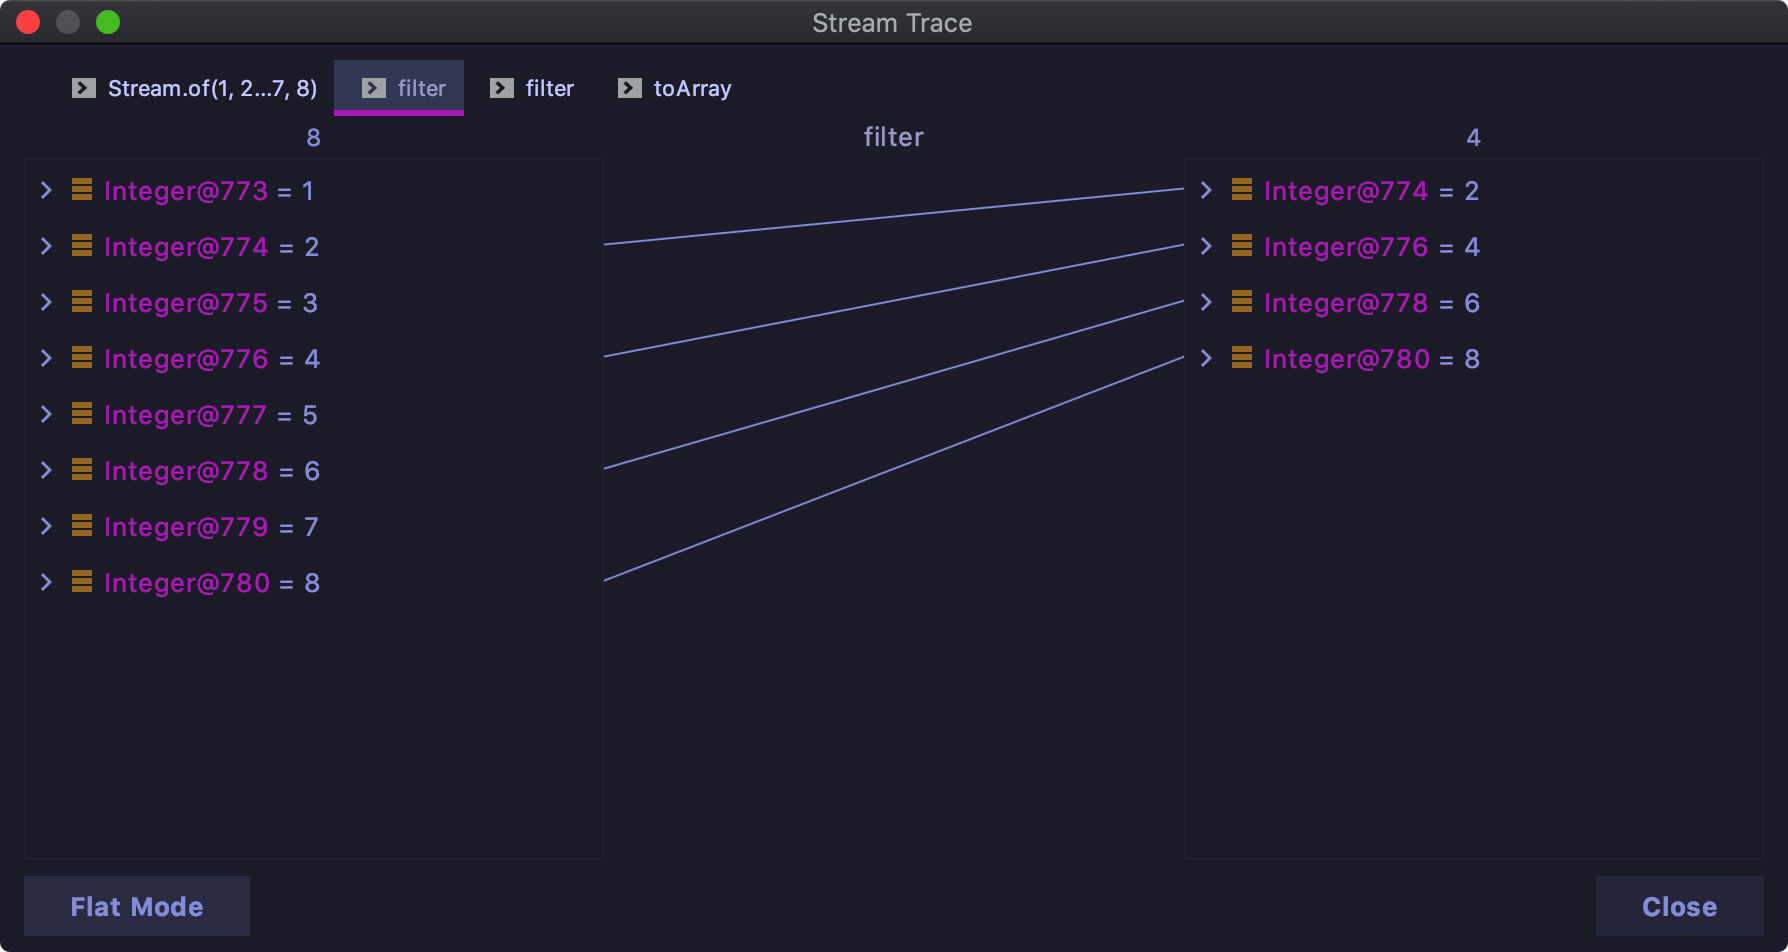 Stream Trace
Stream.of(1, 2...7, 8) filter filter toArray
8 filter 4
Integer@773 = 1
Integer@774 = 2
Integer@775 = 3
Integer@776 = 4
Integer@777 = 5
Integer@778 = 6
Integer@779 = 7
Integer@780 = 8
Integer@774 = 2
Integer@776 = 4
Integer@778 = 6
Integer@780 = 8
Flat Mode
Close